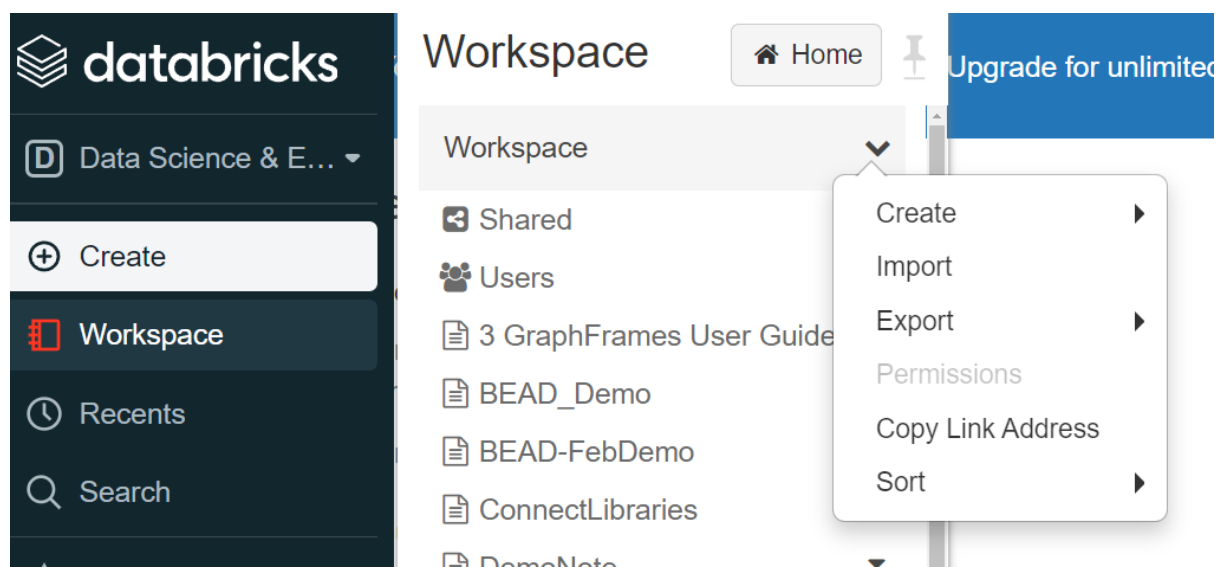 databricks
D Data Science & E...
Create
Workspace
Recents
Search
Workspace
Home
Workspace
Shared
Users
3 GraphFrames User Guide
BEAD_Demo
BEAD-FebDemo
ConnectLibraries
DemoNote
Create
Import
Export
Permissions
Copy Link Address
Sort
Upgrade for unlimited